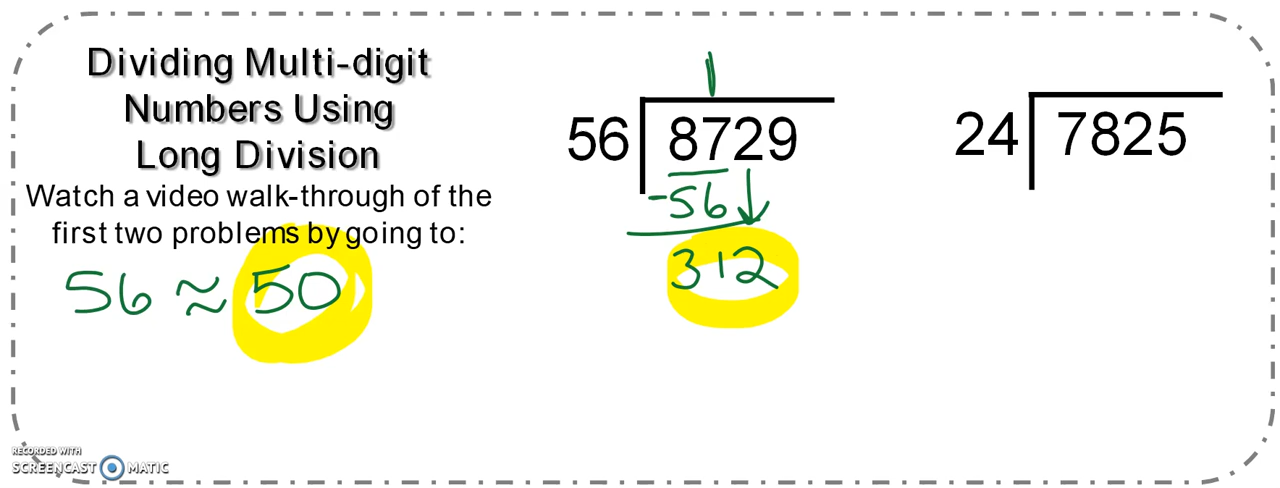 Dividing Multi-digit
Numbers Using
Long Division
Watch a video walk-through of the
first two problems by going to:
56 ≈ 50
1
56 8729
-56
312
24 7825
RECORDED WITH
SCREENCAST MATIC